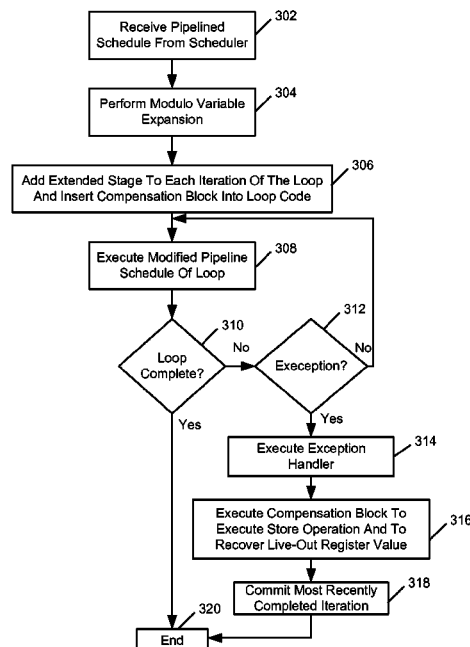 302
Receive Pipelined
Schedule From Scheduler
304
Perform Modulo Variable
Expansion
306
Add Extended Stage To Each Iteration Of The Loop
And Insert Compensation Block Into Loop Code
308
Execute Modified Pipeline
Schedule Of Loop
310
312
Loop
Complete?
No
Exeception?
No
Yes
Yes
314
Execute Exception
Handler
Execute Compensation Block To
Execute Store Operation And To
Recover Live-Out Register Value
316
318
Commit Most Recently
Completed Iteration
320
End